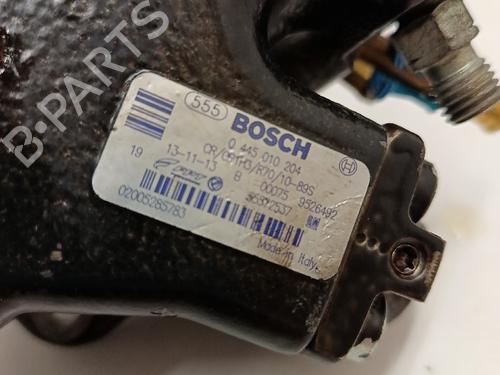 555
BOSCH
0 445 010 204
CR/CP1H3/R70/10-89S
19 13-11-13 B 00075 9526492
02005285783
Made in Italy
B-PARTS